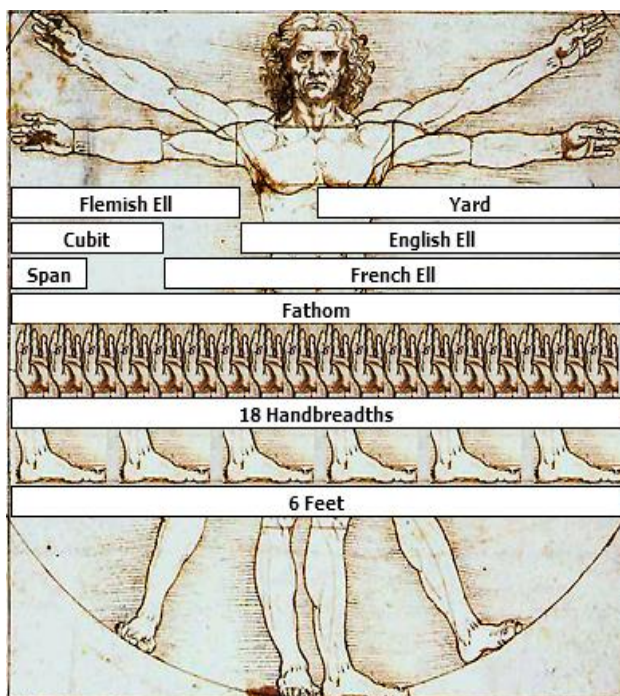 Flemish Ell Yard
Cubit English Ell
Span French Ell
Fathom
18 Handbreadths
6 Feet